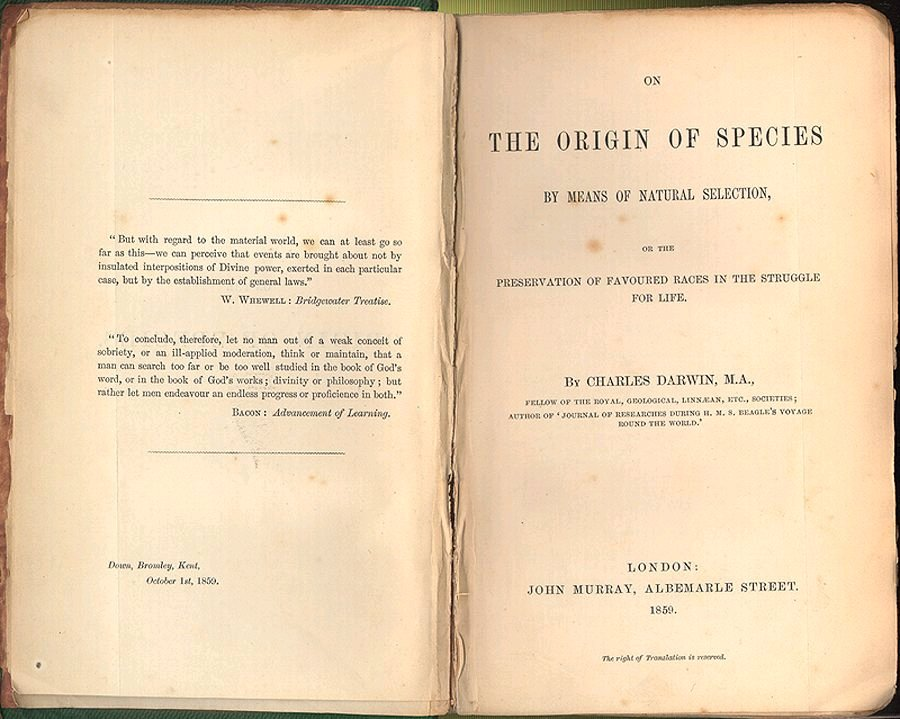 “But with regard to the material world, we can at least go so
far as this—we can perceive that events are brought about not by
insulated interpositions of Divine power, exerted in each particular
case, but by the establishment of general laws.”
W. Whewell: Bridgewater Treatise.
“To conclude, therefore, let no man out of a weak conceit of
sobriety, or an ill-applied moderation, think or maintain, that a
man can search too far or be too well studied in the book of God’s
word, or in the book of God’s works; divinity or philosophy; but
rather let men endeavour an endless progress or proficience in both.”
Bacon: Advancement of Learning.
Down, Bromley, Kent,
October 1st, 1859.
ON
THE ORIGIN OF SPECIES
BY MEANS OF NATURAL SELECTION,
OR THE
PRESERVATION OF FAVOURED RACES IN THE STRUGGLE
FOR LIFE.
By CHARLES DARWIN, M.A.,
FELLOW OF THE ROYAL, GEOLOGICAL, LINNÆAN, ETC., SOCIETIES;
AUTHOR OF ‘JOURNAL OF RESEARCHES DURING H. M. S. BEAGLE’S VOYAGE
ROUND THE WORLD.’
LONDON:
JOHN MURRAY, ALBEMARLE STREET.
1859.
The right of Translation is reserved.